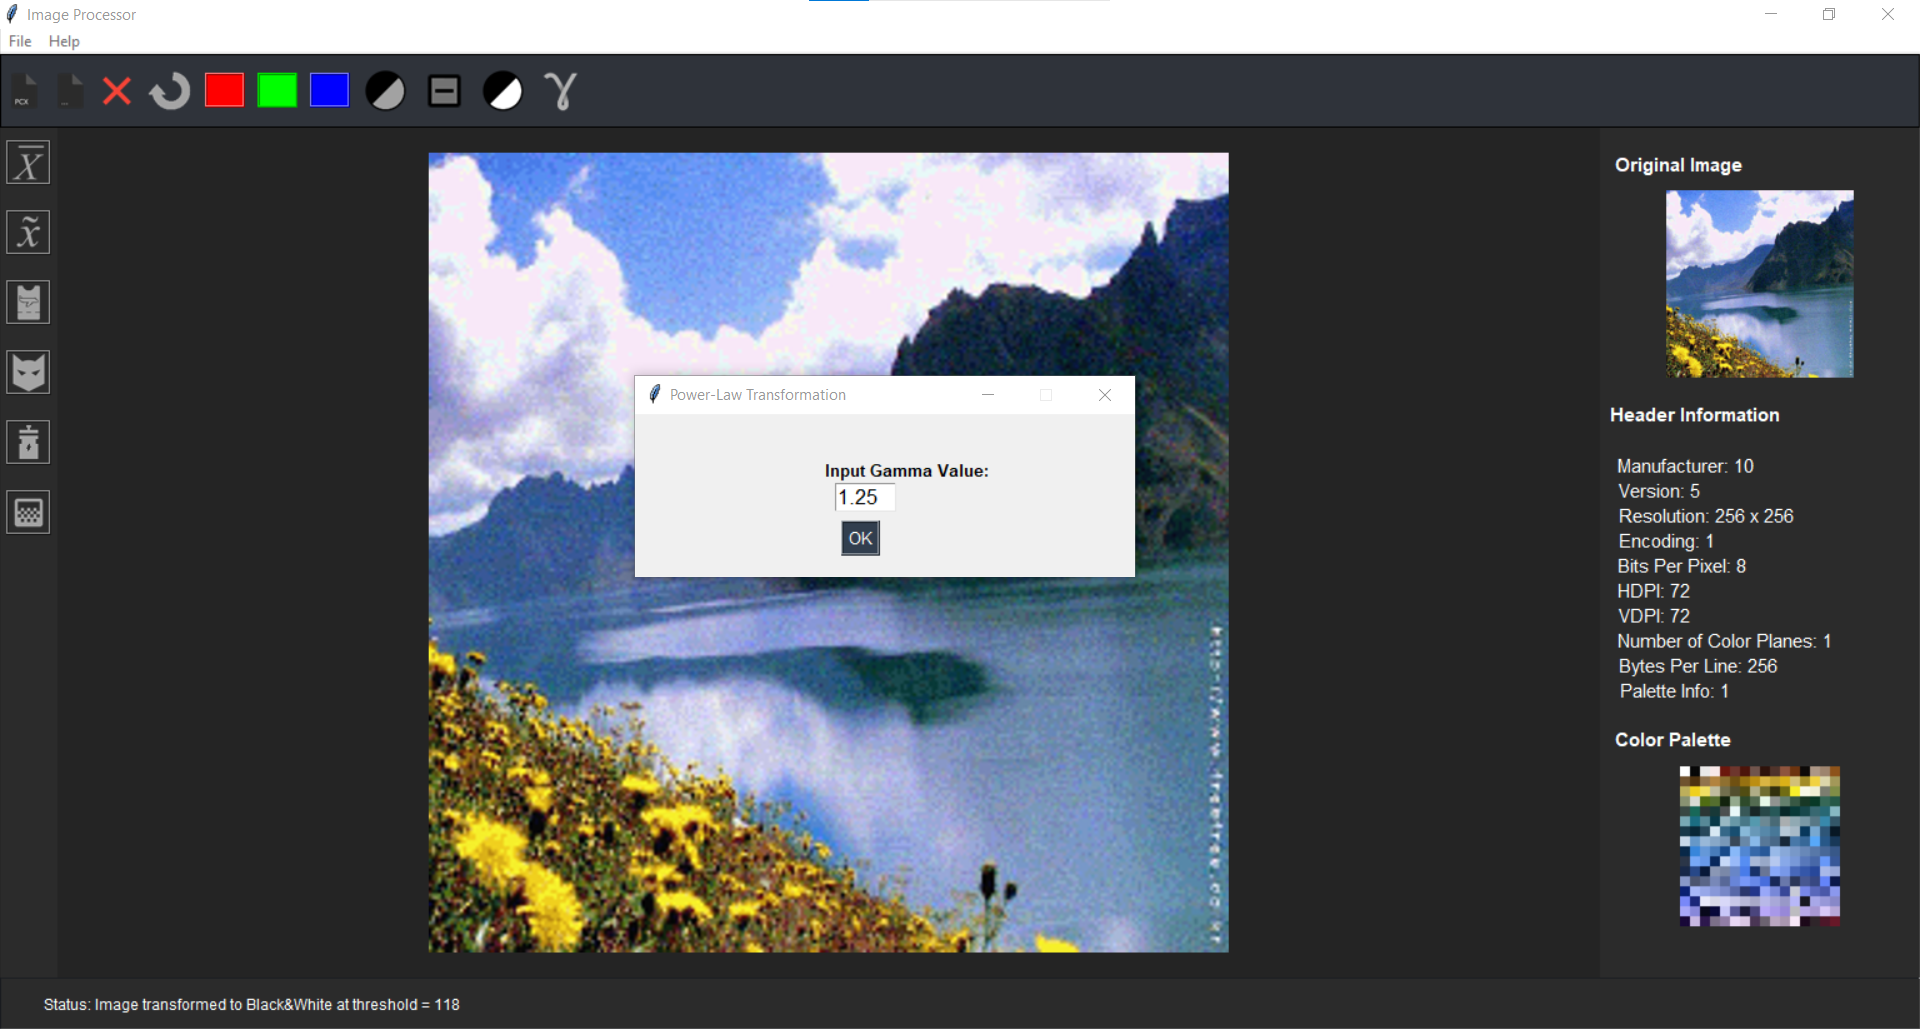 Image Processor
File Help
PCX
X
x
Original Image
Header Information
Manufacturer: 10
Version: 5
Resolution: 256 x 256
Encoding: 1
Bits Per Pixel: 8
HDPI: 72
VDPI: 72
Number of Color Planes: 1
Bytes Per Line: 256
Palette Info: 1
Color Palette
Power-Law Transformation
Input Gamma Value:
1.25
OK
Status: Image transformed to Black&White at threshold = 118